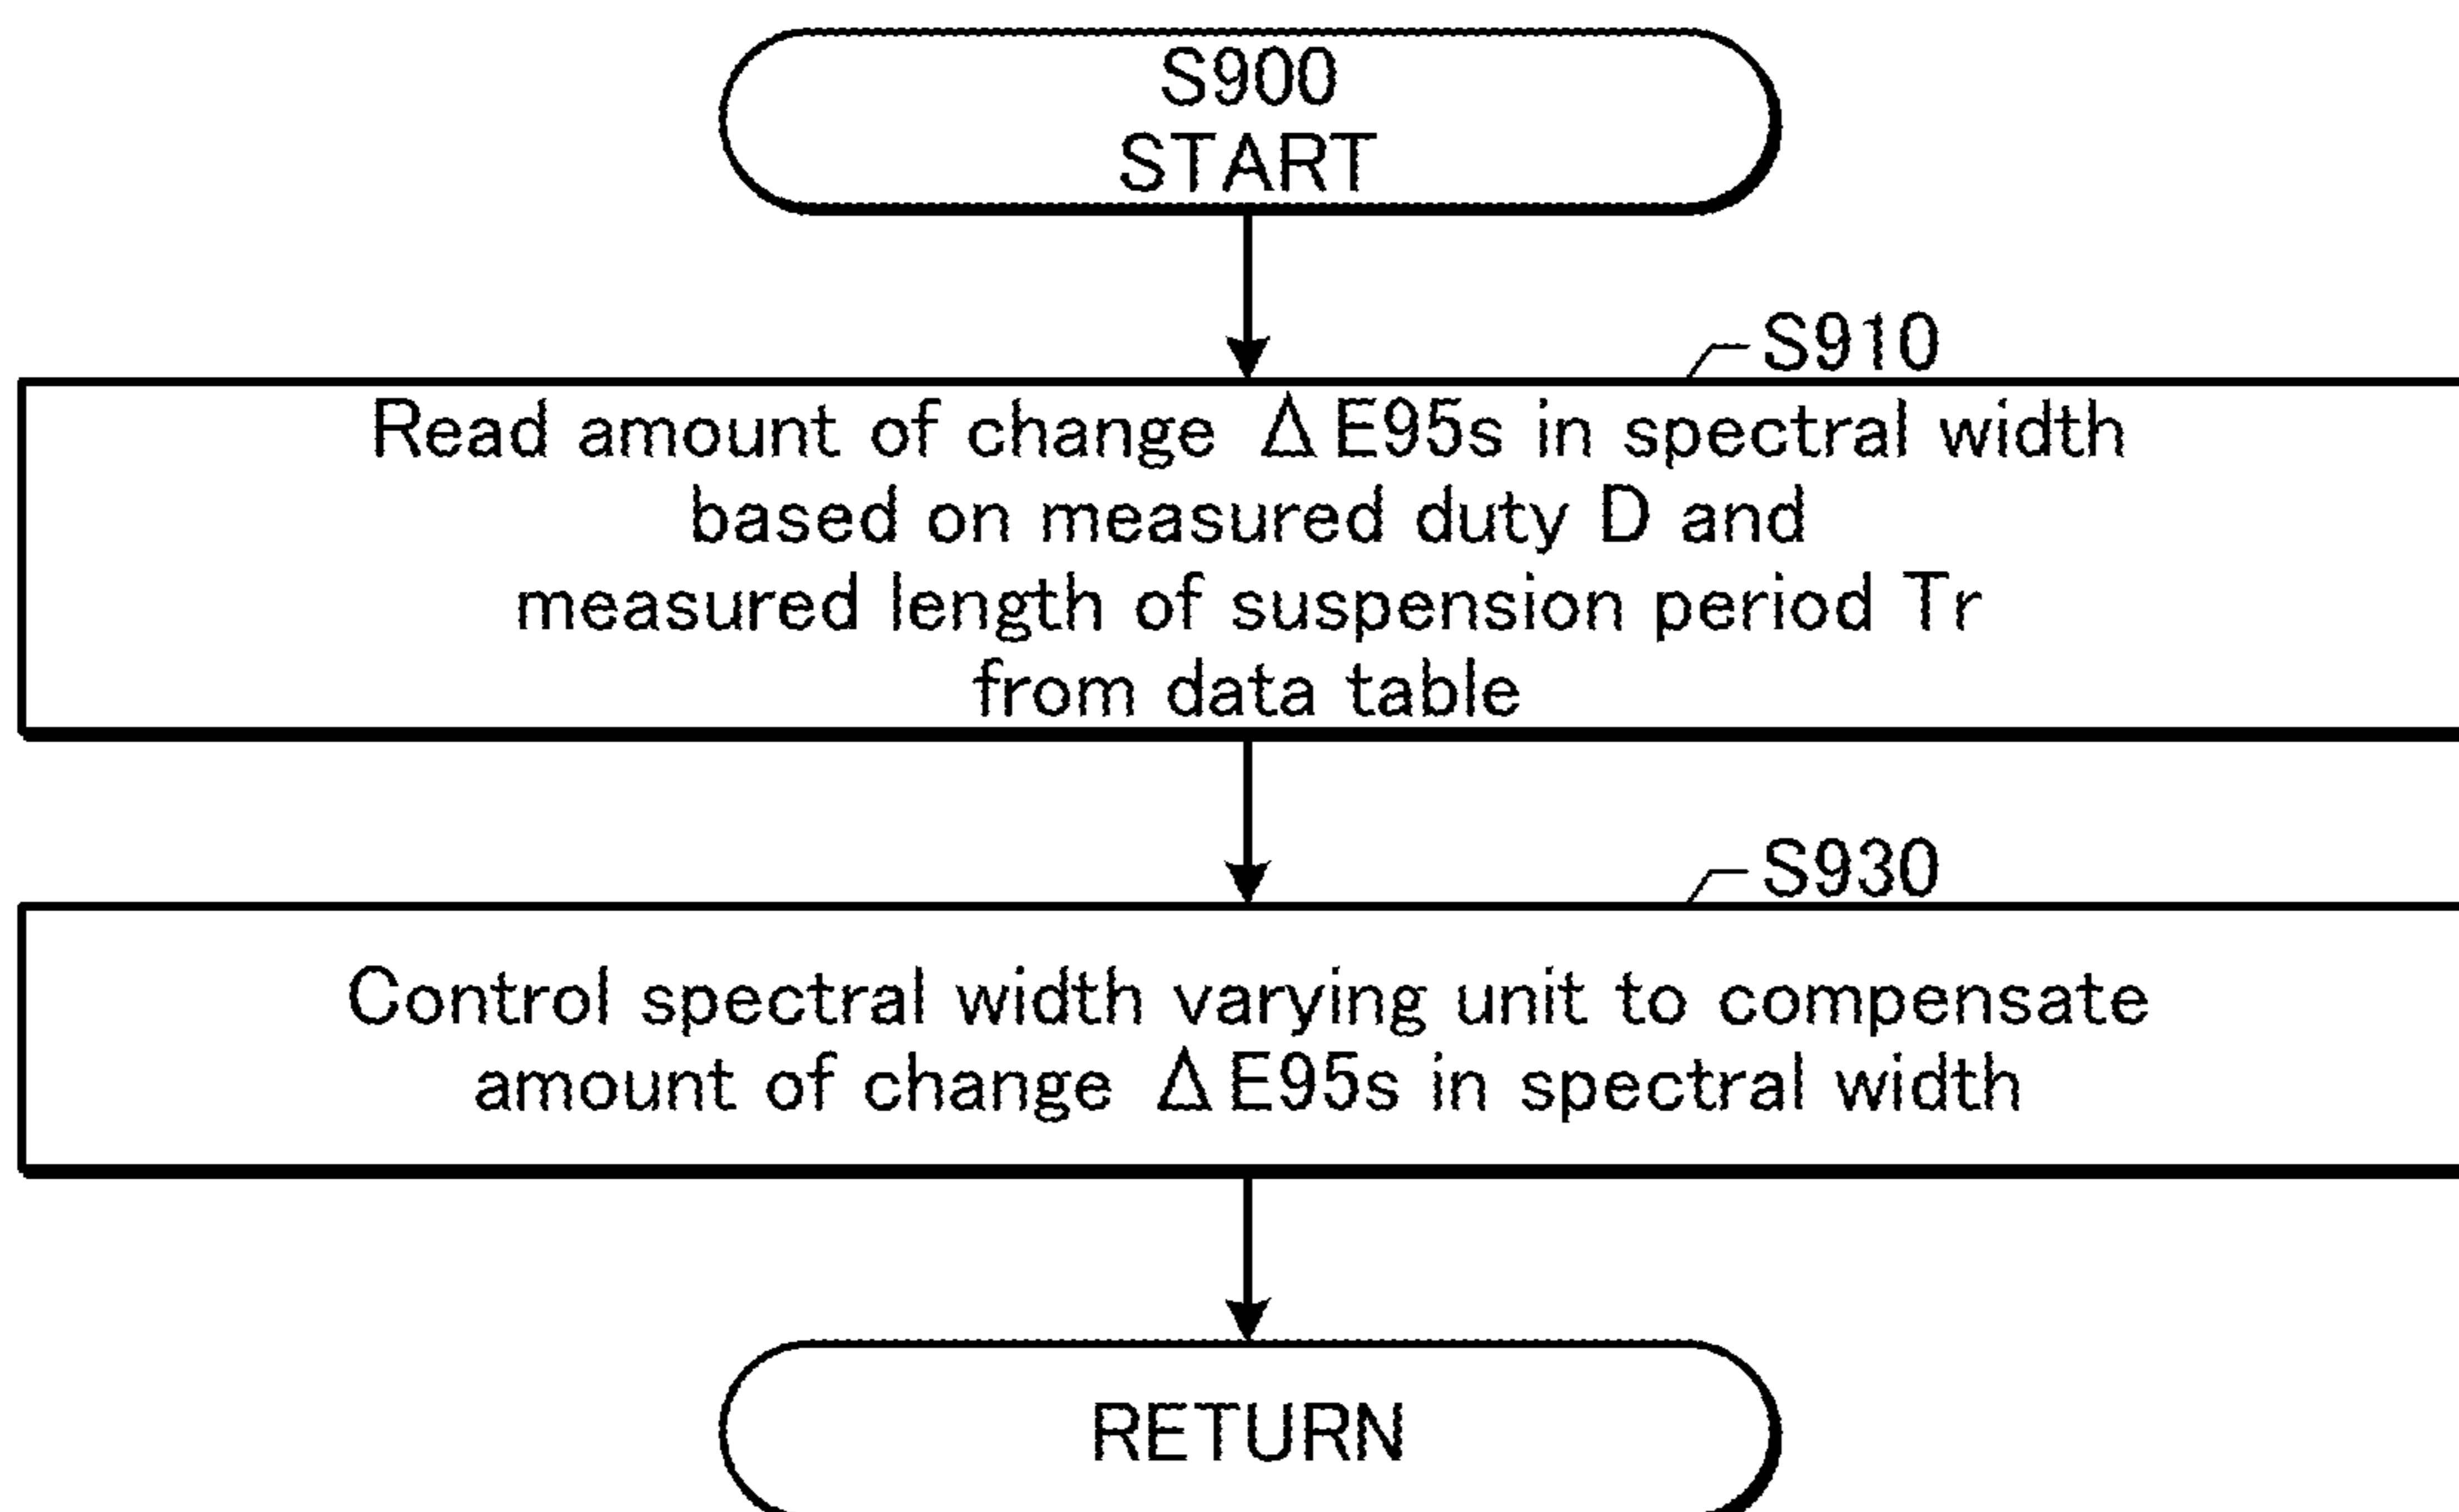 S900
START
S910
Read amount of change ΔE95s in spectral width
based on measured duty D and
measured length of suspension period Tr
from data table
S930
Control spectral width varying unit to compensate
amount of change ΔE95s in spectral width
RETURN